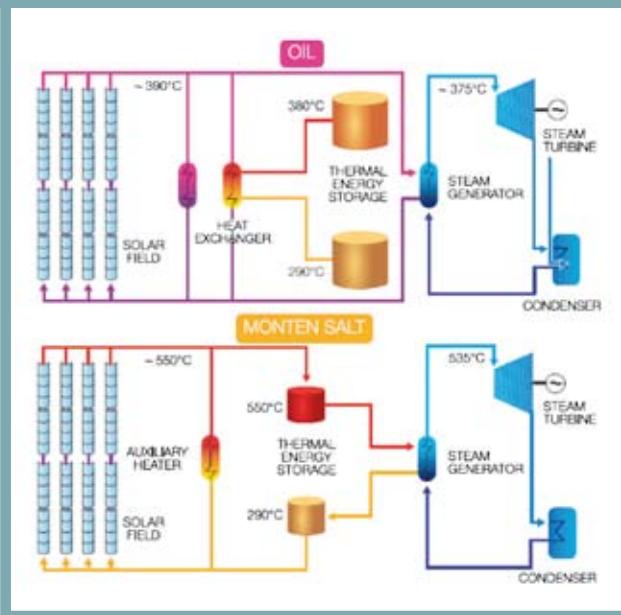 OIL
~ 390°C
380°C
~ 375°C
STEAM
TURBINE
THERMAL
ENERGY
STORAGE
STEAM
GENERATOR
HEAT
EXCHANGER
SOLAR
FIELD
290°C
CONDENSER
MONTEN SALT
~ 550°C
535°C
550°C
STEAM
TURBINE
AUXILIARY
HEATER
THERMAL
ENERGY
STORAGE
STEAM
GENERATOR
290°C
SOLAR
FIELD
CONDENSER